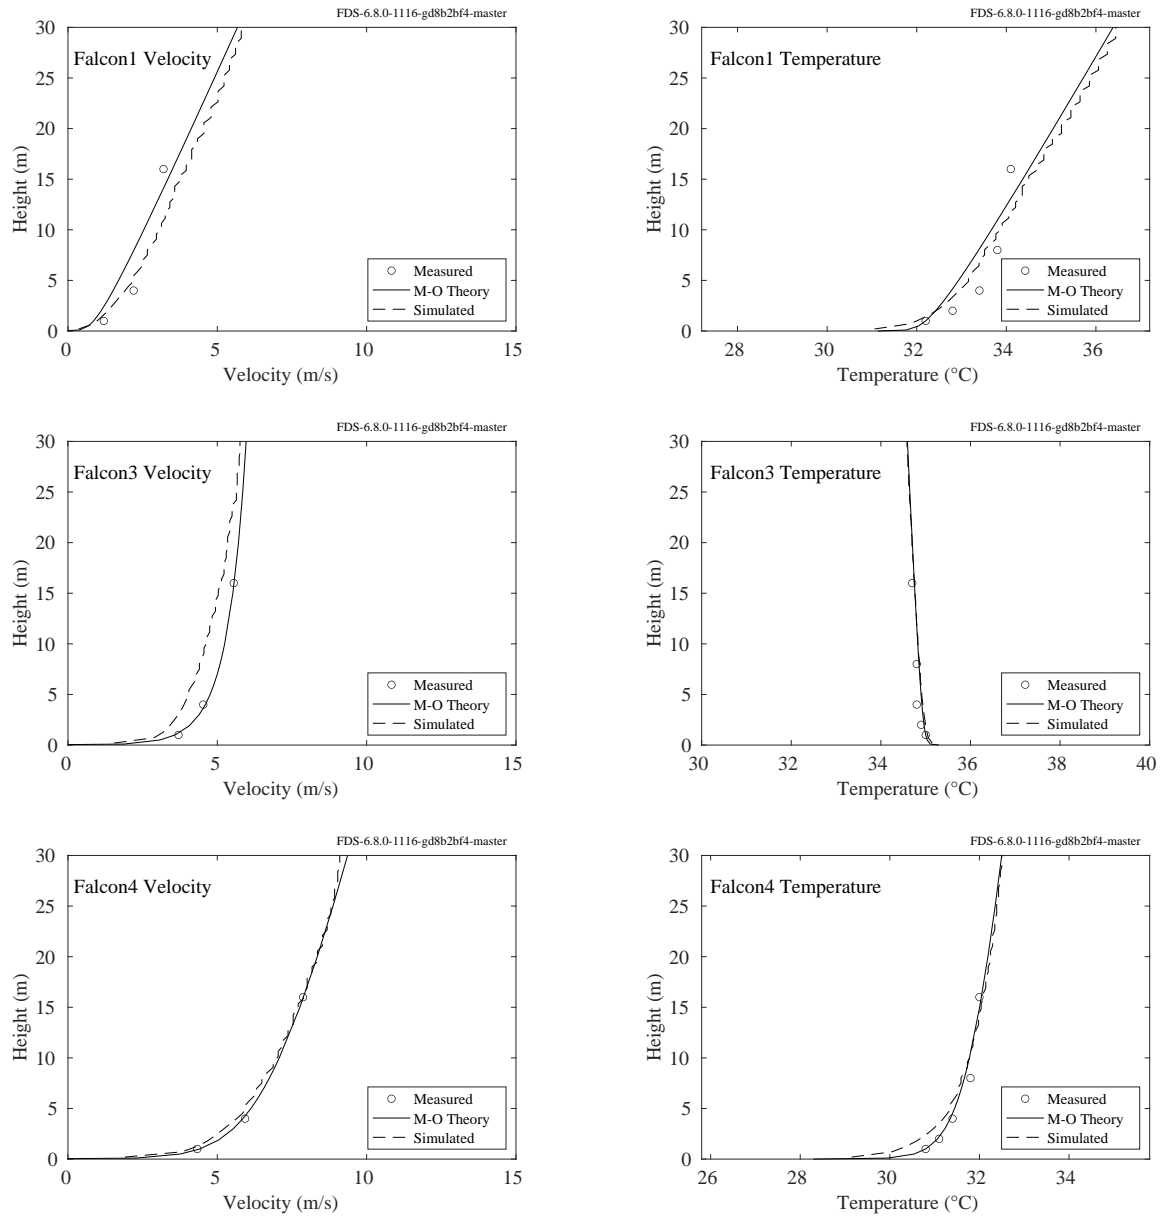 FDS-6.8.0-1116-gd8b2bf4-master
Falcon1 Velocity
30
25
20
15
10
5
0
Height (m)
Measured
M-O Theory
Simulated
0 5 10 15
Velocity (m/s)
FDS-6.8.0-1116-gd8b2bf4-master
Falcon1 Temperature
30
25
20
15
10
5
0
Height (m)
Measured
M-O Theory
Simulated
28 30 32 34 36
Temperature (°C)
FDS-6.8.0-1116-gd8b2bf4-master
Falcon3 Velocity
30
25
20
15
10
5
0
Height (m)
Measured
M-O Theory
Simulated
0 5 10 15
Velocity (m/s)
FDS-6.8.0-1116-gd8b2bf4-master
Falcon3 Temperature
30
25
20
15
10
5
0
Height (m)
Measured
M-O Theory
Simulated
30 32 34 36 38 40
Temperature (°C)
FDS-6.8.0-1116-gd8b2bf4-master
Falcon4 Velocity
30
25
20
15
10
5
0
Height (m)
Measured
M-O Theory
Simulated
0 5 10 15
Velocity (m/s)
FDS-6.8.0-1116-gd8b2bf4-master
Falcon4 Temperature
30
25
20
15
10
5
0
Height (m)
Measured
M-O Theory
Simulated
26 28 30 32 34
Temperature (°C)